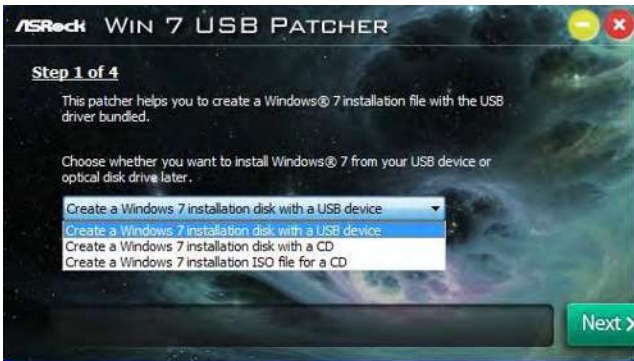 ASRock WIN 7 USB PATCHER
Step 1 of 4
This patcher helps you to create a Windows® 7 installation file with the USB
driver bundled.
Choose whether you want to install Windows® 7 from your USB device or
optical disk drive later.
Create a Windows 7 installation disk with a USB device
Create a Windows 7 installation disk with a USB device
Create a Windows 7 installation disk with a CD
Create a Windows 7 installation ISO file for a CD
Next >